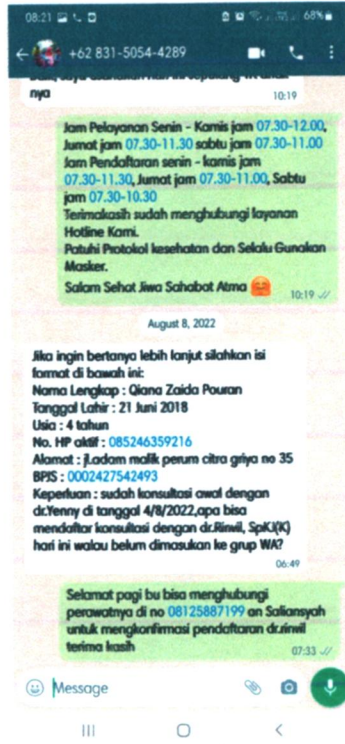 08:21
68%
+62 831-5054-4289
nya
10:19
Jam Pelayanan Senin - Kamis jam 07.30-12.00,
Jumat jam 07.30-11.30 sabtu jam 07.30-11.00
Jam Pendaftaran senin - kamis jam
07.30-11.30, Jumat jam 07.30-11.00, Sabtu
jam 07.30-10.30
Terimakasih sudah menghubungi layanan
Hotline Kami.
Patuhi Protokol kesehatan dan Selalu Gunakan
Masker.
Salam Sehat Jiwa Sahabat Atma 🤗
10:19
August 8, 2022
Jika ingin bertanya lebih lanjut silahkan isi
format di bawah ini:
Nama Lengkap : Qiana Zaida Pouran
Tanggal Lahir : 21 Juni 2018
Usia : 4 tahun
No. HP aktif : 085246359216
Alamat : jl.adam malik perum citra griya no 35
BPJS : 0002427542493
Keperluan : sudah konsultasi awal dengan
dr.Yenny di tanggal 4/8/2022,apa bisa
mendaftar konsultasi dengan dr.Rinvil, SpKJ(K)
hari ini walau belum dimasukan ke grup WA?
06:49
Selamat pagi bu bisa menghubungi
perawatnya di no 08125887199 an Saliansyah
untuk mengkonfirmasi pendaftaran dr.rinvil
terima kasih
07:33
Message